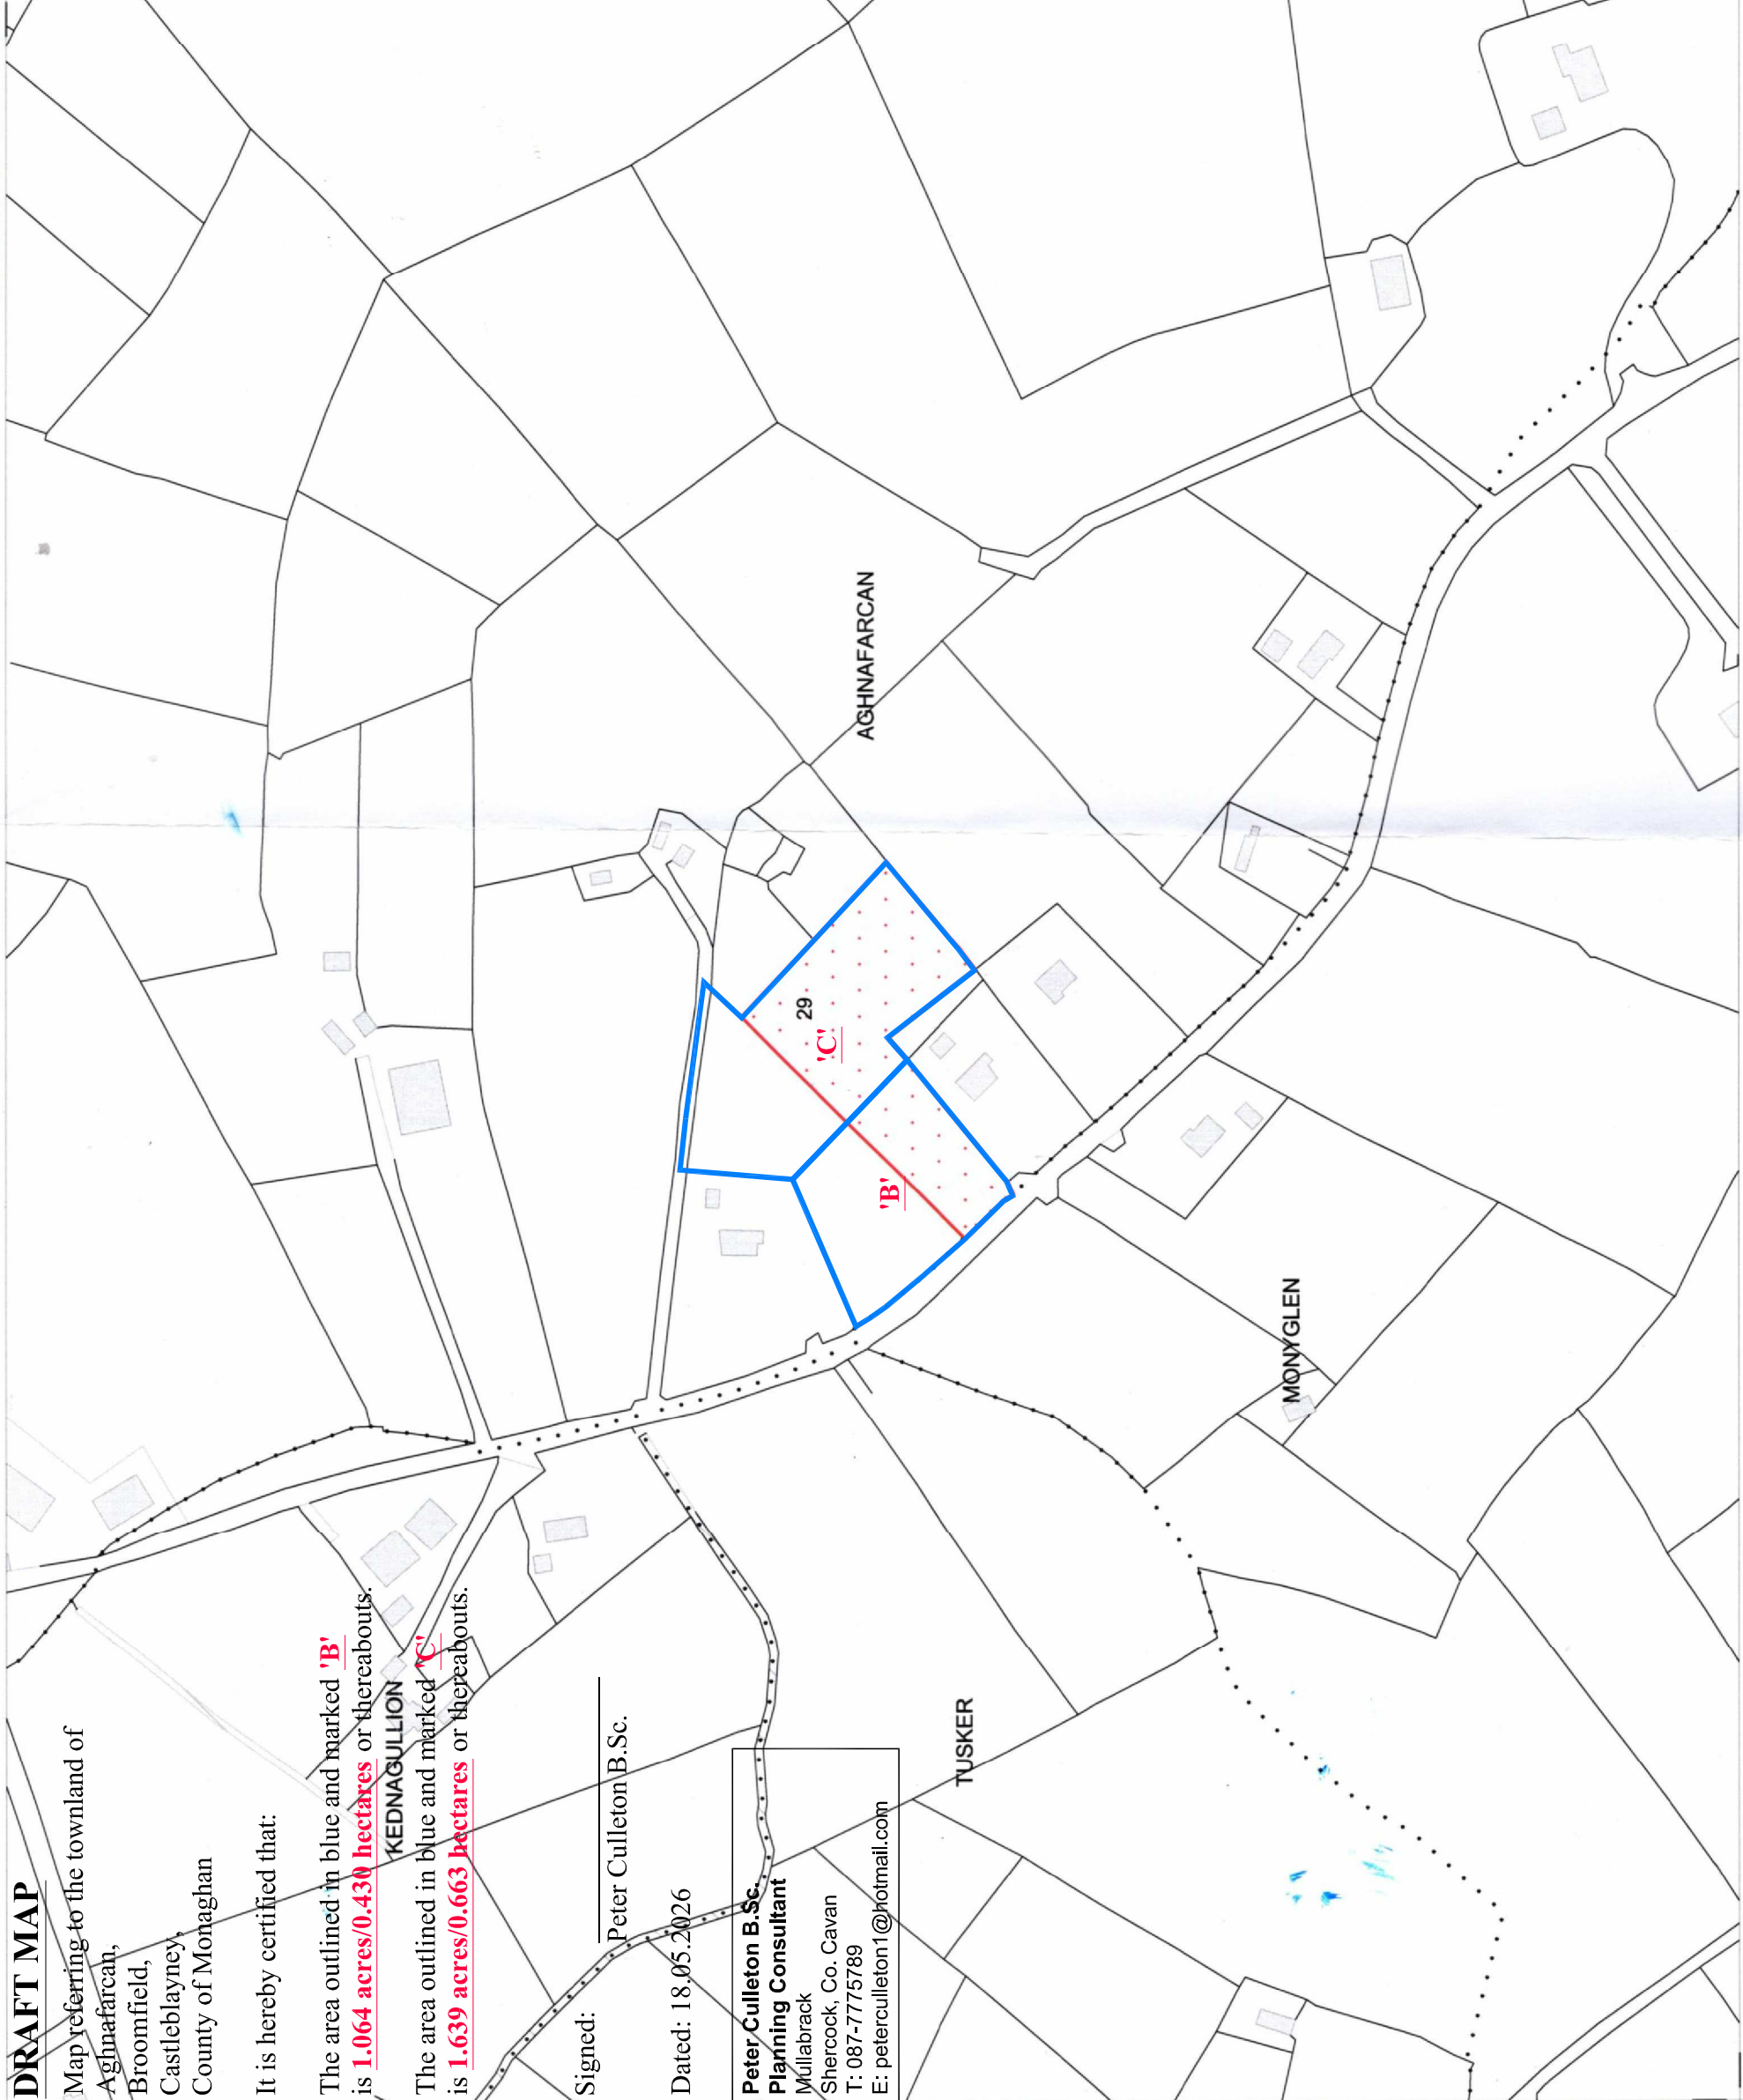 DRAFT MAP
Map referring to the townland of
Aghnafarcan,
Broomfield,
Castleblayney,
County of Monaghan
It is hereby certified that:
The area outlined in blue and marked 'B'
is 1.064 acres/0.430 hectares or thereabouts.
The area outlined in blue and marked 'C'
is 1.639 acres/0.663 hectares or thereabouts.
Signed:
Peter Culleton B.Sc.
Dated: 18.05.2026
Peter Culleton B.Sc.
Planning Consultant
Mullabrack
Shercock, Co. Cavan
T: 087-7775789
E: peterculleton1@hotmail.com
KEDNAGULLION
TUSKER
MONYGLEN
AGHNAFARCAN
29
'C'
'B'